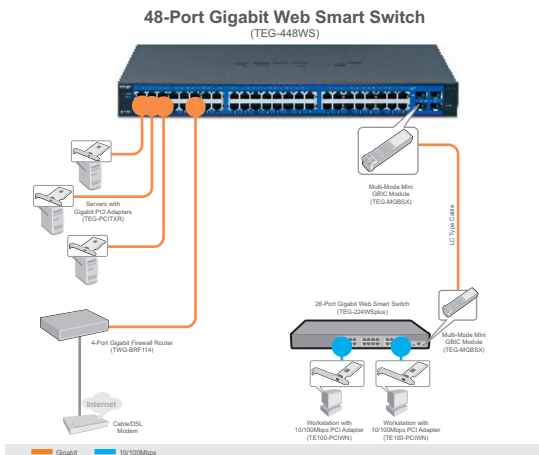 48-Port Gigabit Web Smart Switch
(TEG-448WS)
Multi-Mode Mini
GBIC Module
(TEG-MGBSX)
Servers with
Gigabit PCI Adapters
(TEG-PCITXR)
LC Type Cable
26-Port Gigabit Web Smart Switch
(TEG-224WSplus)
4-Port Gigabit Firewall Router
(TWG-BRF114)
Multi-Mode Mini
GBIC Module
(TEG-MGBSX)
Internet
Cable/DSL
Modem
Workstation with
10/100Mbps PCI Adapter
(TE100-PCIWN)
Workstation with
10/100Mbps PCI Adapter
(TE100-PCIWN)
Gigabit
10/100Mbps